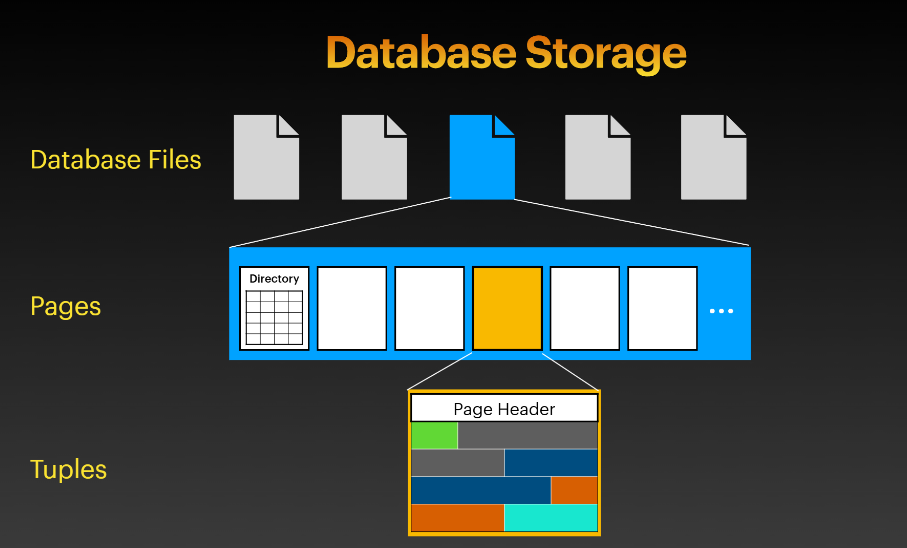 Database Storage
Database Files
Directory
Pages
...
Page Header
Tuples